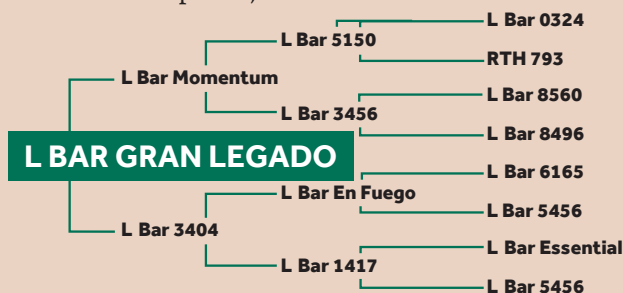 L Bar 0324
L Bar 5150
RTH 793
L Bar Momentum
L Bar 8560
L Bar 3456
L Bar 8496
L BAR GRAN LEGADO
L Bar 6165
L Bar En Fuego
L Bar 5456
L Bar 3404
L Bar Essential
L Bar 1417
L Bar 5456